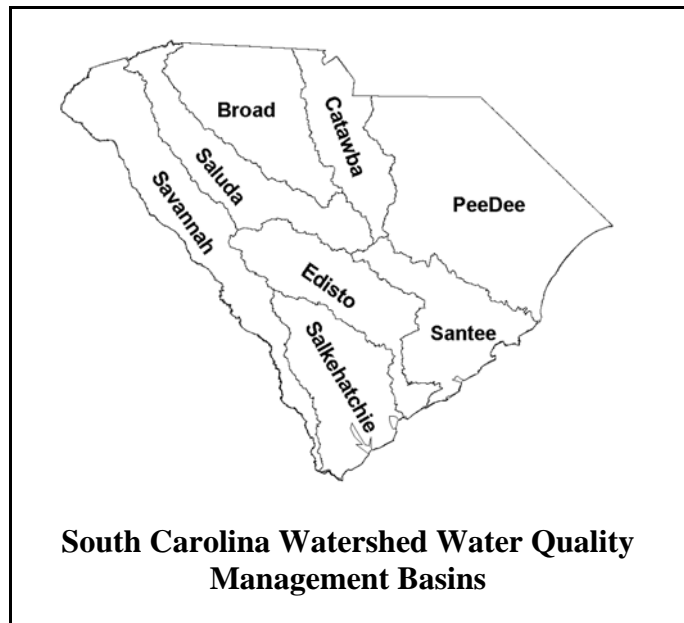 Broad
Catawba
Saluda
Savannah
PeeDee
Edisto
Santee
Salkehatchie
South Carolina Watershed Water Quality
Management Basins